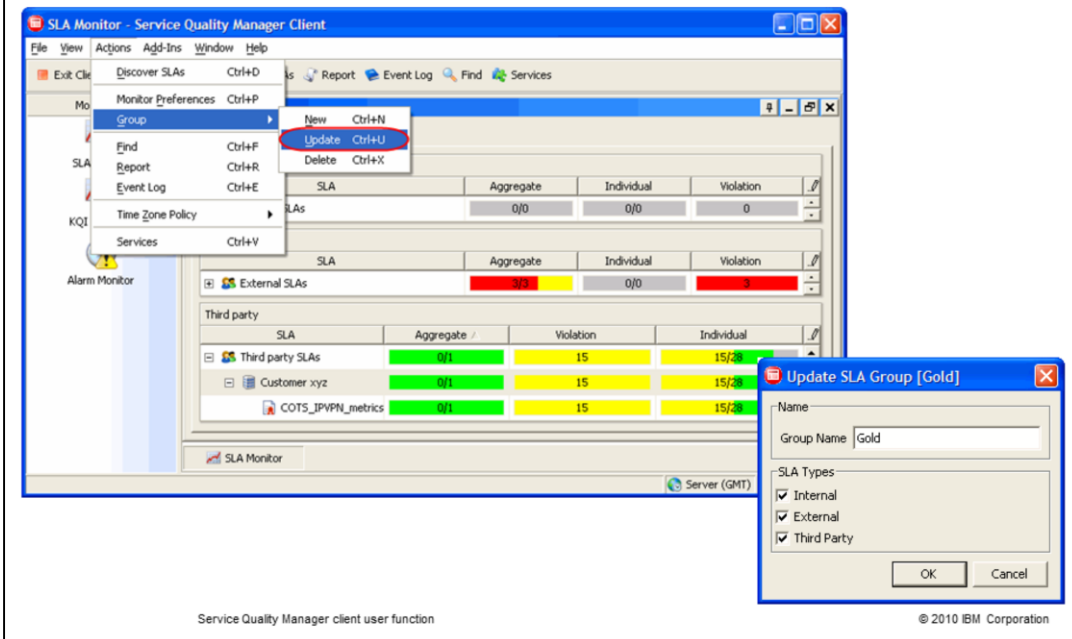 SLA Monitor - Service Quality Manager Client
File View Actions Add-Ins Window Help
Exit Clie
Report Event Log Find Services
Discover SLAs Ctrl+D
Monitor Preferences Ctrl+P
Group
Find Ctrl+F
Report Ctrl+R
Event Log Ctrl+E
Time Zone Policy
Services Ctrl+V
New Ctrl+N
Update Ctrl+U
Delete Ctrl+X
Mo
SLA
KQI
Alarm Monitor
SLA Aggregate Individual Violation
SLAs 0/0 0/0 0
SLA Aggregate Individual Violation
External SLAs 3/3 0/0 3
Third party
SLA Aggregate Violation Individual
Third party SLAs 0/1 15 15/28
Customer xyz 0/1 15 15/28
COTS_IPVPN_metrics 0/1 15 15/28
SLA Monitor
Server (GMT)
Update SLA Group [Gold]
Name
Group Name Gold
SLA Types
Internal
External
Third Party
OK Cancel
Service Quality Manager client user function
© 2010 IBM Corporation